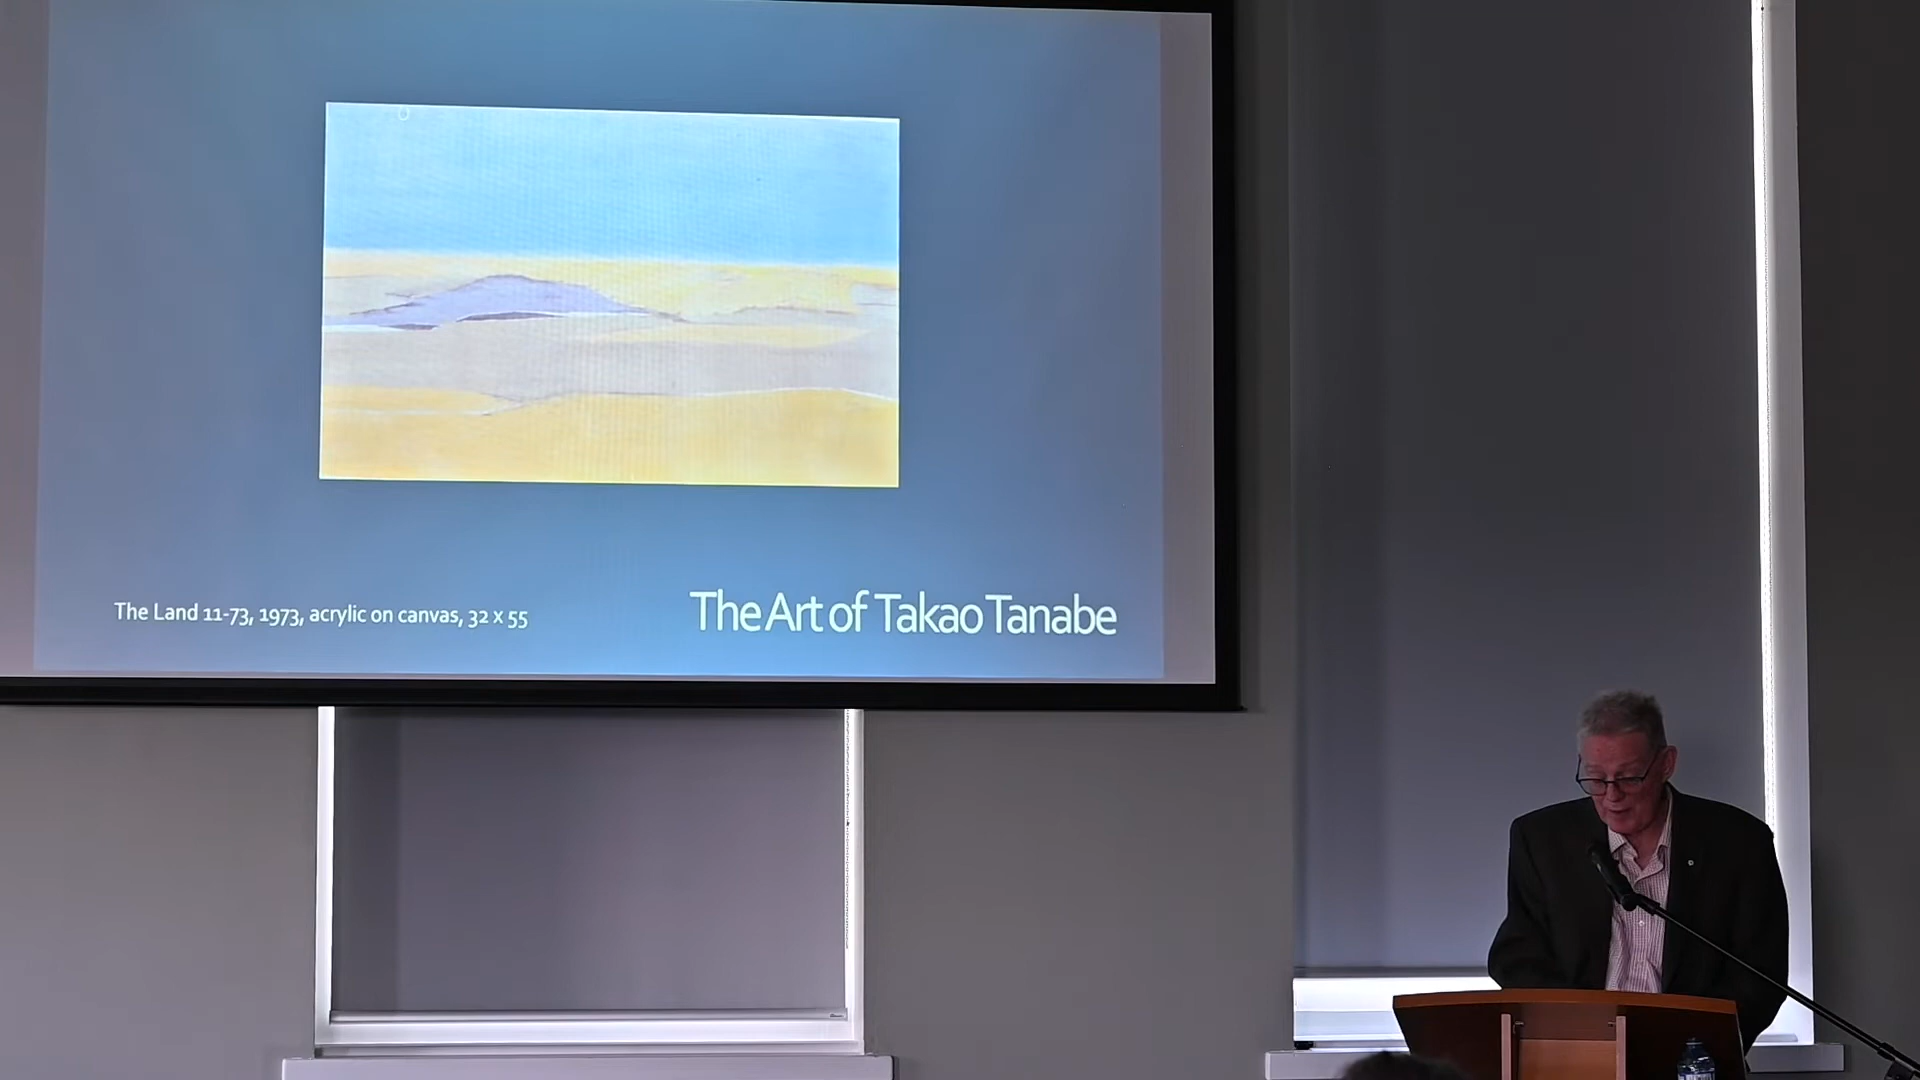 The Land 11-73, 1973, acrylic on canvas, 32 x 55
The Art of Takao Tanabe